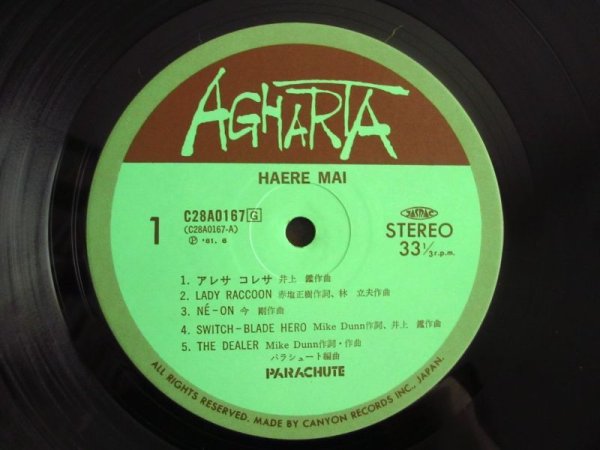 AGHARTA
HAERE MAI
1
C28A0167 G
(C28A0167-A)
Ⓟ '81. 6
JASRAC
STEREO
33 1/3 r.p.m.
1. アレサ コレサ 井上 鑑作曲
2. LADY RACCOON 赤塩正樹作詞、林 立夫作曲
3. NÉ-ON 今 剛作曲
4. SWITCH-BLADE HERO Mike Dunn作詞、井上 鑑作曲
5. THE DEALER Mike Dunn作詞・作曲
パラシュート編曲
PARACHUTE
ALL RIGHTS RESERVED. MADE BY CANYON RECORDS INC., JAPAN.